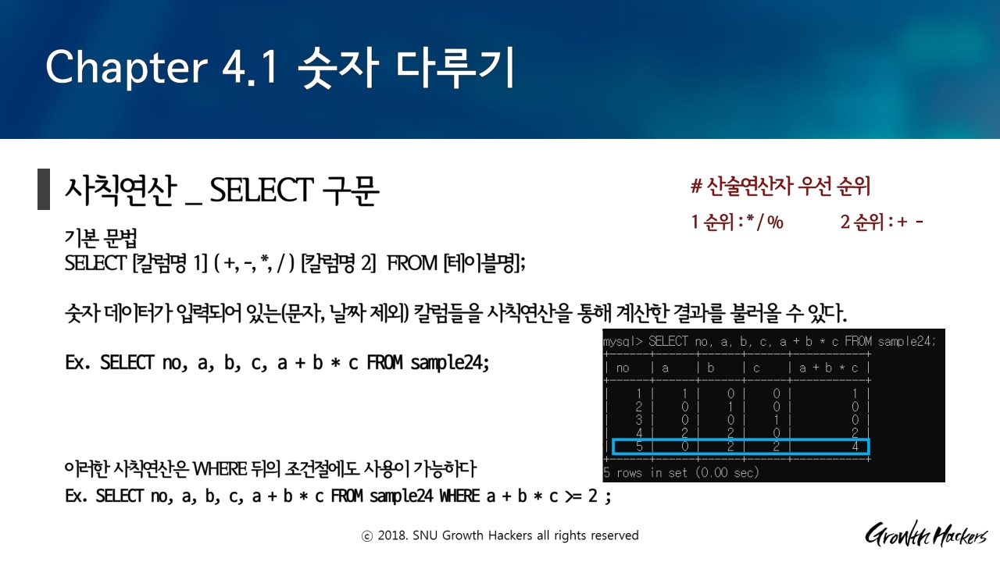 Chapter 4.1 숫자 다루기
사칙연산 _ SELECT 구문
# 산술연산자 우선 순위
1 순위 : * / %
2 순위 : + -
기본 문법
SELECT [칼럼명 1] ( +, -, *, / ) [칼럼명 2] FROM [테이블명];
숫자 데이터가 입력되어 있는(문자, 날짜 제외) 칼럼들을 사칙연산을 통해 계산한 결과를 불러올 수 있다.
Ex. SELECT no, a, b, c, a + b * c FROM sample24;
mysql> SELECT no, a, b, c, a + b * c FROM sample24;
+------+------+------+------+-----------+
| no | a | b | c | a + b * c |
+------+------+------+------+-----------+
| 1 | 1 | 0 | 0 | 1 |
| 2 | 0 | 1 | 0 | 0 |
| 3 | 0 | 0 | 1 | 0 |
| 4 | 2 | 2 | 0 | 2 |
| 5 | 0 | 2 | 2 | 4 |
+------+------+------+------+-----------+
5 rows in set (0.00 sec)
이러한 사칙연산은 WHERE 뒤의 조건절에도 사용이 가능하다
Ex. SELECT no, a, b, c, a + b * c FROM sample24 WHERE a + b * c >= 2 ;
ⓒ 2018. SNU Growth Hackers all rights reserved
Growth Hackers